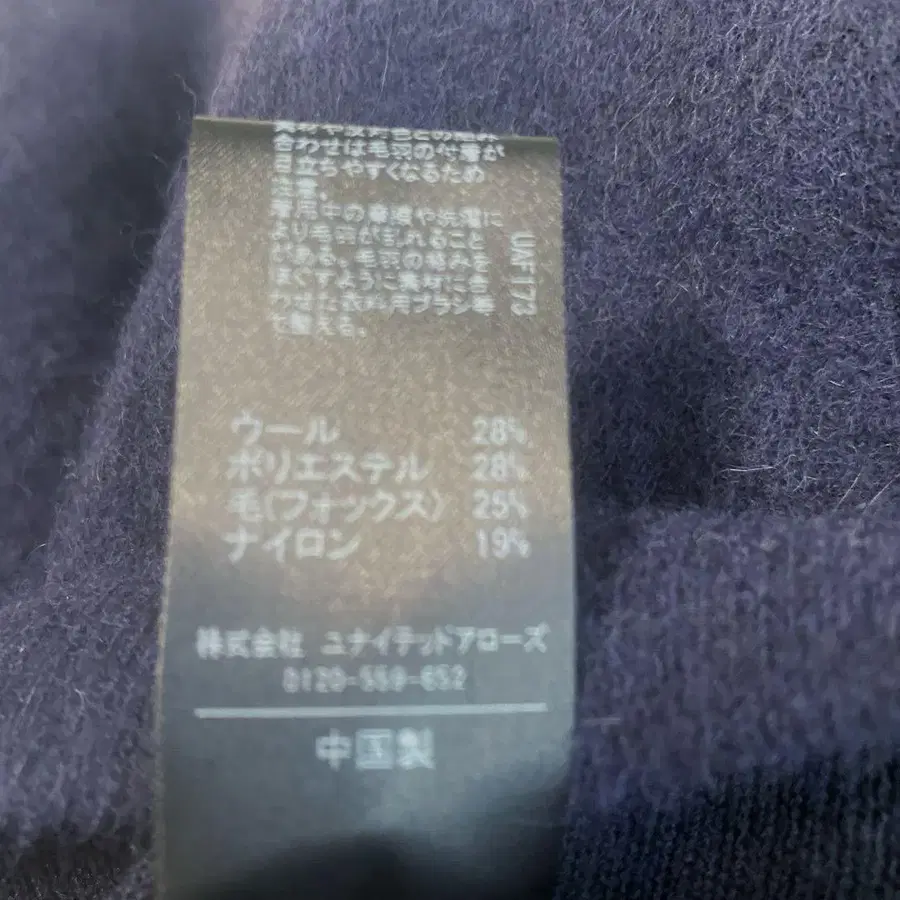 合わせは毛羽の付着が
目立ちやすくなるため
注意。
着用中の摩擦や洗濯に
より毛羽が乱れること
がある。毛羽の絡みを
ほぐすように素材に合
わせた衣料用ブラシ等
で整える。
UAF173
ウール 28%
ポリエステル 28%
毛(フォックス) 25%
ナイロン 19%
株式会社 ユナイテッドアローズ
中国製